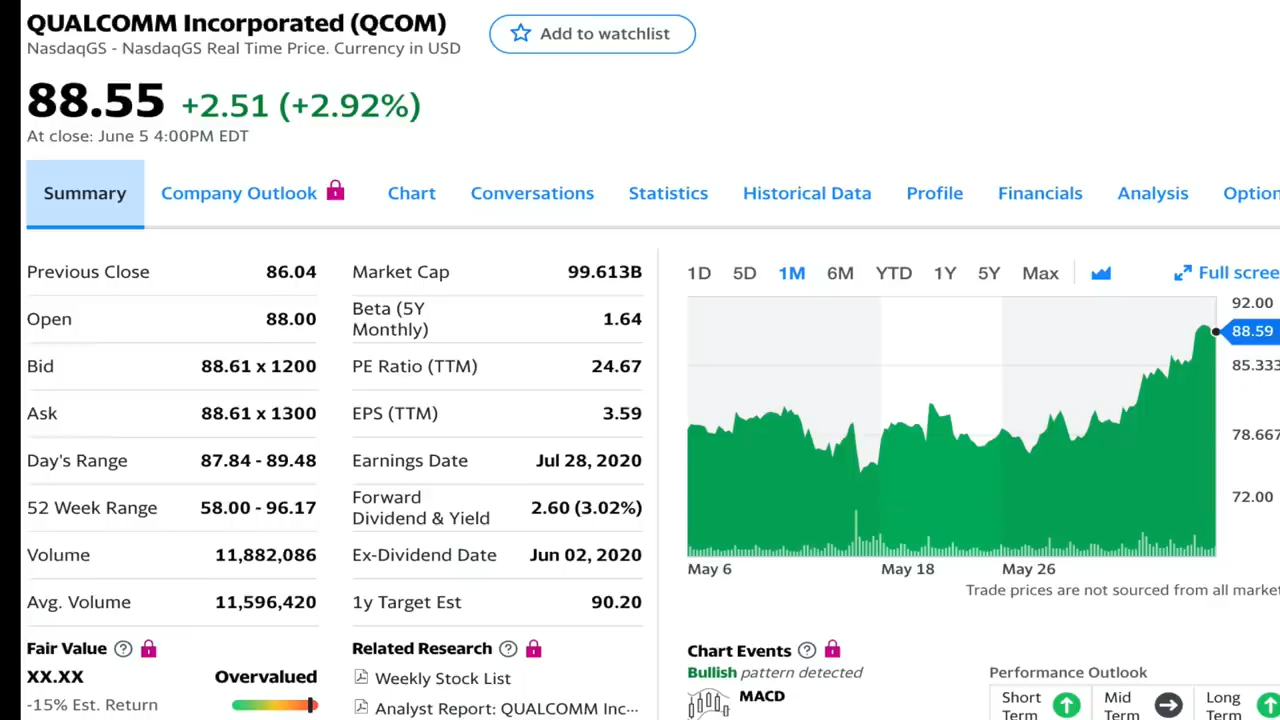 QUALCOMM Incorporated (QCOM)
NasdaqGS - NasdaqGS Real Time Price. Currency in USD
Add to watchlist
88.55 +2.51 (+2.92%)
At close: June 5 4:00PM EDT
Summary Company Outlook Chart Conversations Statistics Historical Data Profile Financials Analysis Option
Previous Close 86.04
Open 88.00
Bid 88.61 x 1200
Ask 88.61 x 1300
Day's Range 87.84 - 89.48
52 Week Range 58.00 - 96.17
Volume 11,882,086
Avg. Volume 11,596,420
Market Cap 99.613B
Beta (5Y
Monthly) 1.64
PE Ratio (TTM) 24.67
EPS (TTM) 3.59
Earnings Date Jul 28, 2020
Forward
Dividend & Yield 2.60 (3.02%)
Ex-Dividend Date Jun 02, 2020
1y Target Est 90.20
1D 5D 1M 6M YTD 1Y 5Y Max Full scree
92.00
88.59
85.333
78.667
72.00
May 6 May 18 May 26
Trade prices are not sourced from all market
Fair Value ?
XX.XX Overvalued
-15% Est. Return
Related Research ?
Weekly Stock List
Analyst Report: QUALCOMM Inc...
Chart Events ?
Bullish pattern detected
MACD
Performance Outlook
Short
Term
Mid
Term
Long
Term